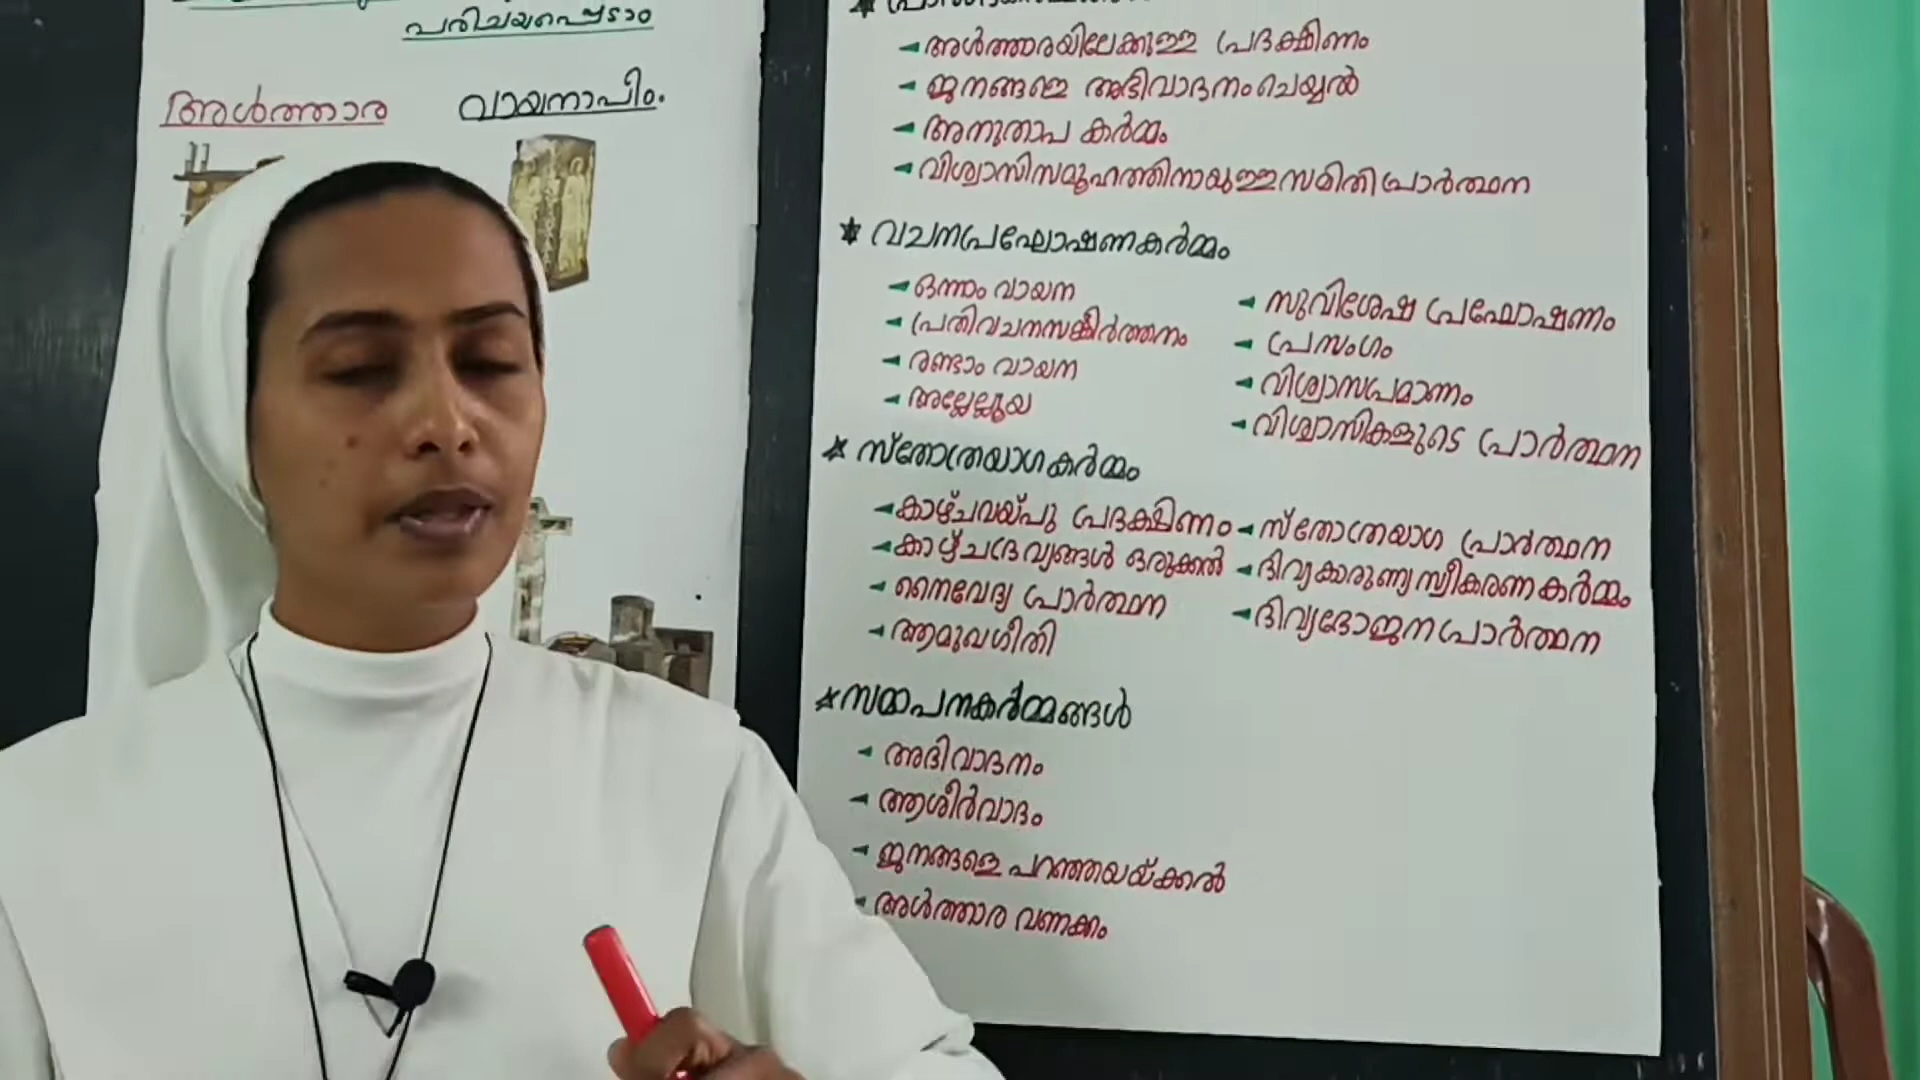 പരിചയപ്പെടാം
അൾത്താര
വായനാപീഠം.
അൾത്താരയിലേക്കുള്ള പ്രദക്ഷിണം
ജനങ്ങളെ അഭിവാദനംചെയ്യൽ
അനുതാപ കർമ്മം
വിശ്വാസിസമൂഹത്തിനായുള്ളസമിതിപ്രാർത്ഥന
വചനപ്രഘോഷണകർമ്മം
ഒന്നാം വായന
പ്രതിവചനസങ്കീർത്തനം
രണ്ടാം വായന
അല്ലേല്ലൂയ
സുവിശേഷ പ്രഘോഷണം
പ്രസംഗം
വിശ്വാസപ്രമാണം
വിശ്വാസികളുടെ പ്രാർത്ഥന
സ്തോത്രയാഗകർമ്മം
കാഴ്ചവയ്പു പ്രദക്ഷിണം
കാഴ്ചദ്രവ്യങ്ങൾ ഒരുക്കൽ
നൈവേദ്യ പ്രാർത്ഥന
ആമുഖഗീതി
സ്തോത്രയാഗ പ്രാർത്ഥന
ദിവ്യക്കാരുണ്യസ്വീകരണകർമ്മം
ദിവ്യഭോജനപ്രാർത്ഥന
സമാപനകർമ്മങ്ങൾ
അഭിവാദനം
ആശീർവാദം
ജനങ്ങളെ പറഞ്ഞയയ്ക്കൽ
അൾത്താര വണക്കം